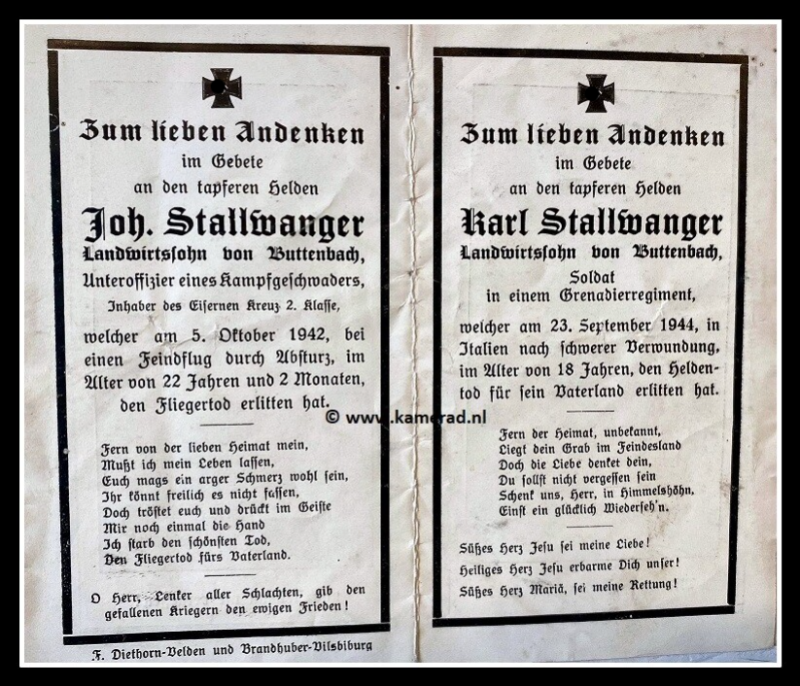 Zum lieben Andenken
im Gebete
an den tapferen Helden
Joh. Stallwanger
Landwirtssohn von Buttenbach,
Unteroffizier eines Kampfgeschwaders,
Inhaber des Eisernen Kreuz 2. Klasse,
welcher am 5. Oktober 1942, bei
einen Feindflug durch Absturz, im
Alter von 22 Jahren und 2 Monaten,
den Fliegertod erlitten hat.
Fern von der lieben Heimat mein,
Mußt ich mein Leben lassen,
Euch mags ein arger Schmerz wohl sein,
Ihr könnt freilich es nicht fassen,
Doch tröstet euch und drückt im Geiste
Mir noch einmal die Hand
Ich starb den schönsten Tod,
Den Fliegertod fürs Vaterland.
O Herr, Lenker aller Schlachten, gib den
gefallenen Kriegern den ewigen Frieden!
F. Diethorn-Velden und Brandhuber-Vilsbiburg
Zum lieben Andenken
im Gebete
an den tapferen Helden
Karl Stallwanger
Landwirtssohn von Buttenbach,
Soldat
in einem Grenadierregiment,
welcher am 23. September 1944, in
Italien nach schwerer Verwundung,
im Alter von 18 Jahren, den Helden-
tod für sein Vaterland erlitten hat.
Fern der Heimat, unbekannt,
Liegt dein Grab im Feindesland
Doch die Liebe denket dein,
Du sollst nicht vergessen sein
Schenk uns, Herr, in Himmelshöhn,
Einst ein glücklich Wiederseh'n.
Süßes Herz Jesu sei meine Liebe!
Heiliges Herz Jesu erbarme Dich unser!
Süßes Herz Mariä, sei meine Rettung!
© www.kamerad.nl